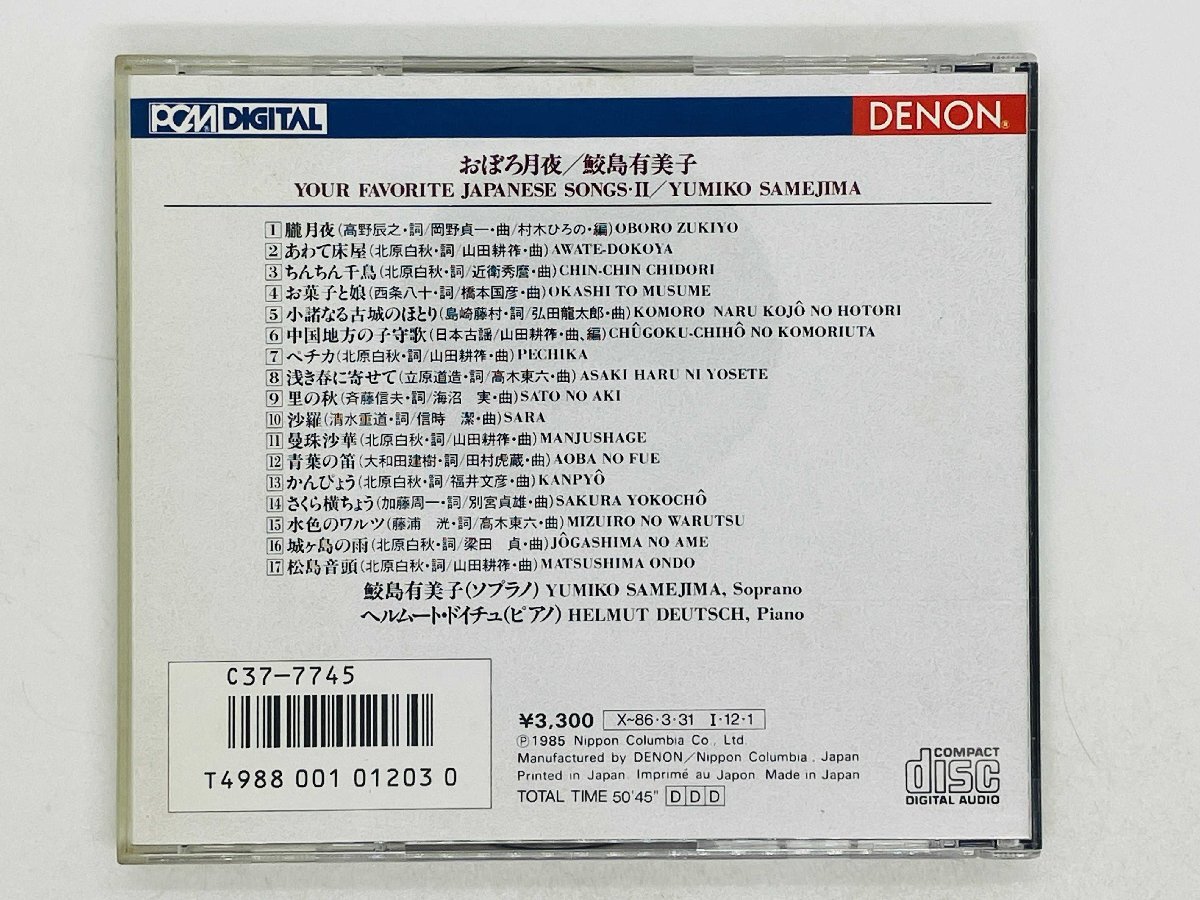 PCM DIGITAL DENON
おぼろ月夜/鮫島有美子
YOUR FAVORITE JAPANESE SONGS·II/YUMIKO SAMEJIMA
1 朧月夜(高野辰之・詞/岡野貞一・曲/村木ひろの・編)OBORO ZUKIYO
2 あわて床屋(北原白秋・詞/山田耕筰・曲)AWATE-DOKOYA
3 ちんちん千鳥(北原白秋・詞/近衛秀麿・曲)CHIN-CHIN CHIDORI
4 お菓子と娘(西条八十・詞/橋本国彦・曲)OKASHI TO MUSUME
5 小諸なる古城のほとり(島崎藤村・詞/弘田龍太郎・曲)KOMORO NARU KOJÔ NO HOTORI
6 中国地方の子守歌(日本古謡/山田耕筰・曲、編)CHÛGOKU-CHIHÔ NO KOMORIUTA
7 ペチカ(北原白秋・詞/山田耕筰・曲)PECHIKA
8 浅き春に寄せて(立原道造・詞/高木東六・曲)ASAKI HARU NI YOSETE
9 里の秋(斉藤信夫・詞/海沼 実・曲)SATO NO AKI
10 沙羅(清水重道・詞/信時 潔・曲)SARA
11 曼珠沙華(北原白秋・詞/山田耕筰・曲)MANJUSHAGE
12 青葉の笛(大和田建樹・詞/田村虎蔵・曲)AOBA NO FUE
13 かんぴょう(北原白秋・詞/福井文彦・曲)KANPYÔ
14 さくら横ちょう(加藤周一・詞/別宮貞雄・曲)SAKURA YOKOCHÔ
15 水色のワルツ(藤浦 洸・詞/高木東六・曲)MIZUIRO NO WARUTSU
16 城ヶ島の雨(北原白秋・詞/梁田 貞・曲)JÔGASHIMA NO AME
17 松島音頭(北原白秋・詞/山田耕筰・曲)MATSUSHIMA ONDO
鮫島有美子(ソプラノ) YUMIKO SAMEJIMA, Soprano
ヘルムート・ドイチュ(ピアノ) HELMUT DEUTSCH, Piano
C37-7745
T4988 001 01203 0
¥3,300 X~86·3·31 I·12·1
Ⓟ1985 Nippon Columbia Co., Ltd.
Manufactured by DENON/Nippon Columbia, Japan
Printed in Japan Imprimé au Japon Made in Japan
TOTAL TIME 50'45" D D D
COMPACT
disc
DIGITAL AUDIO